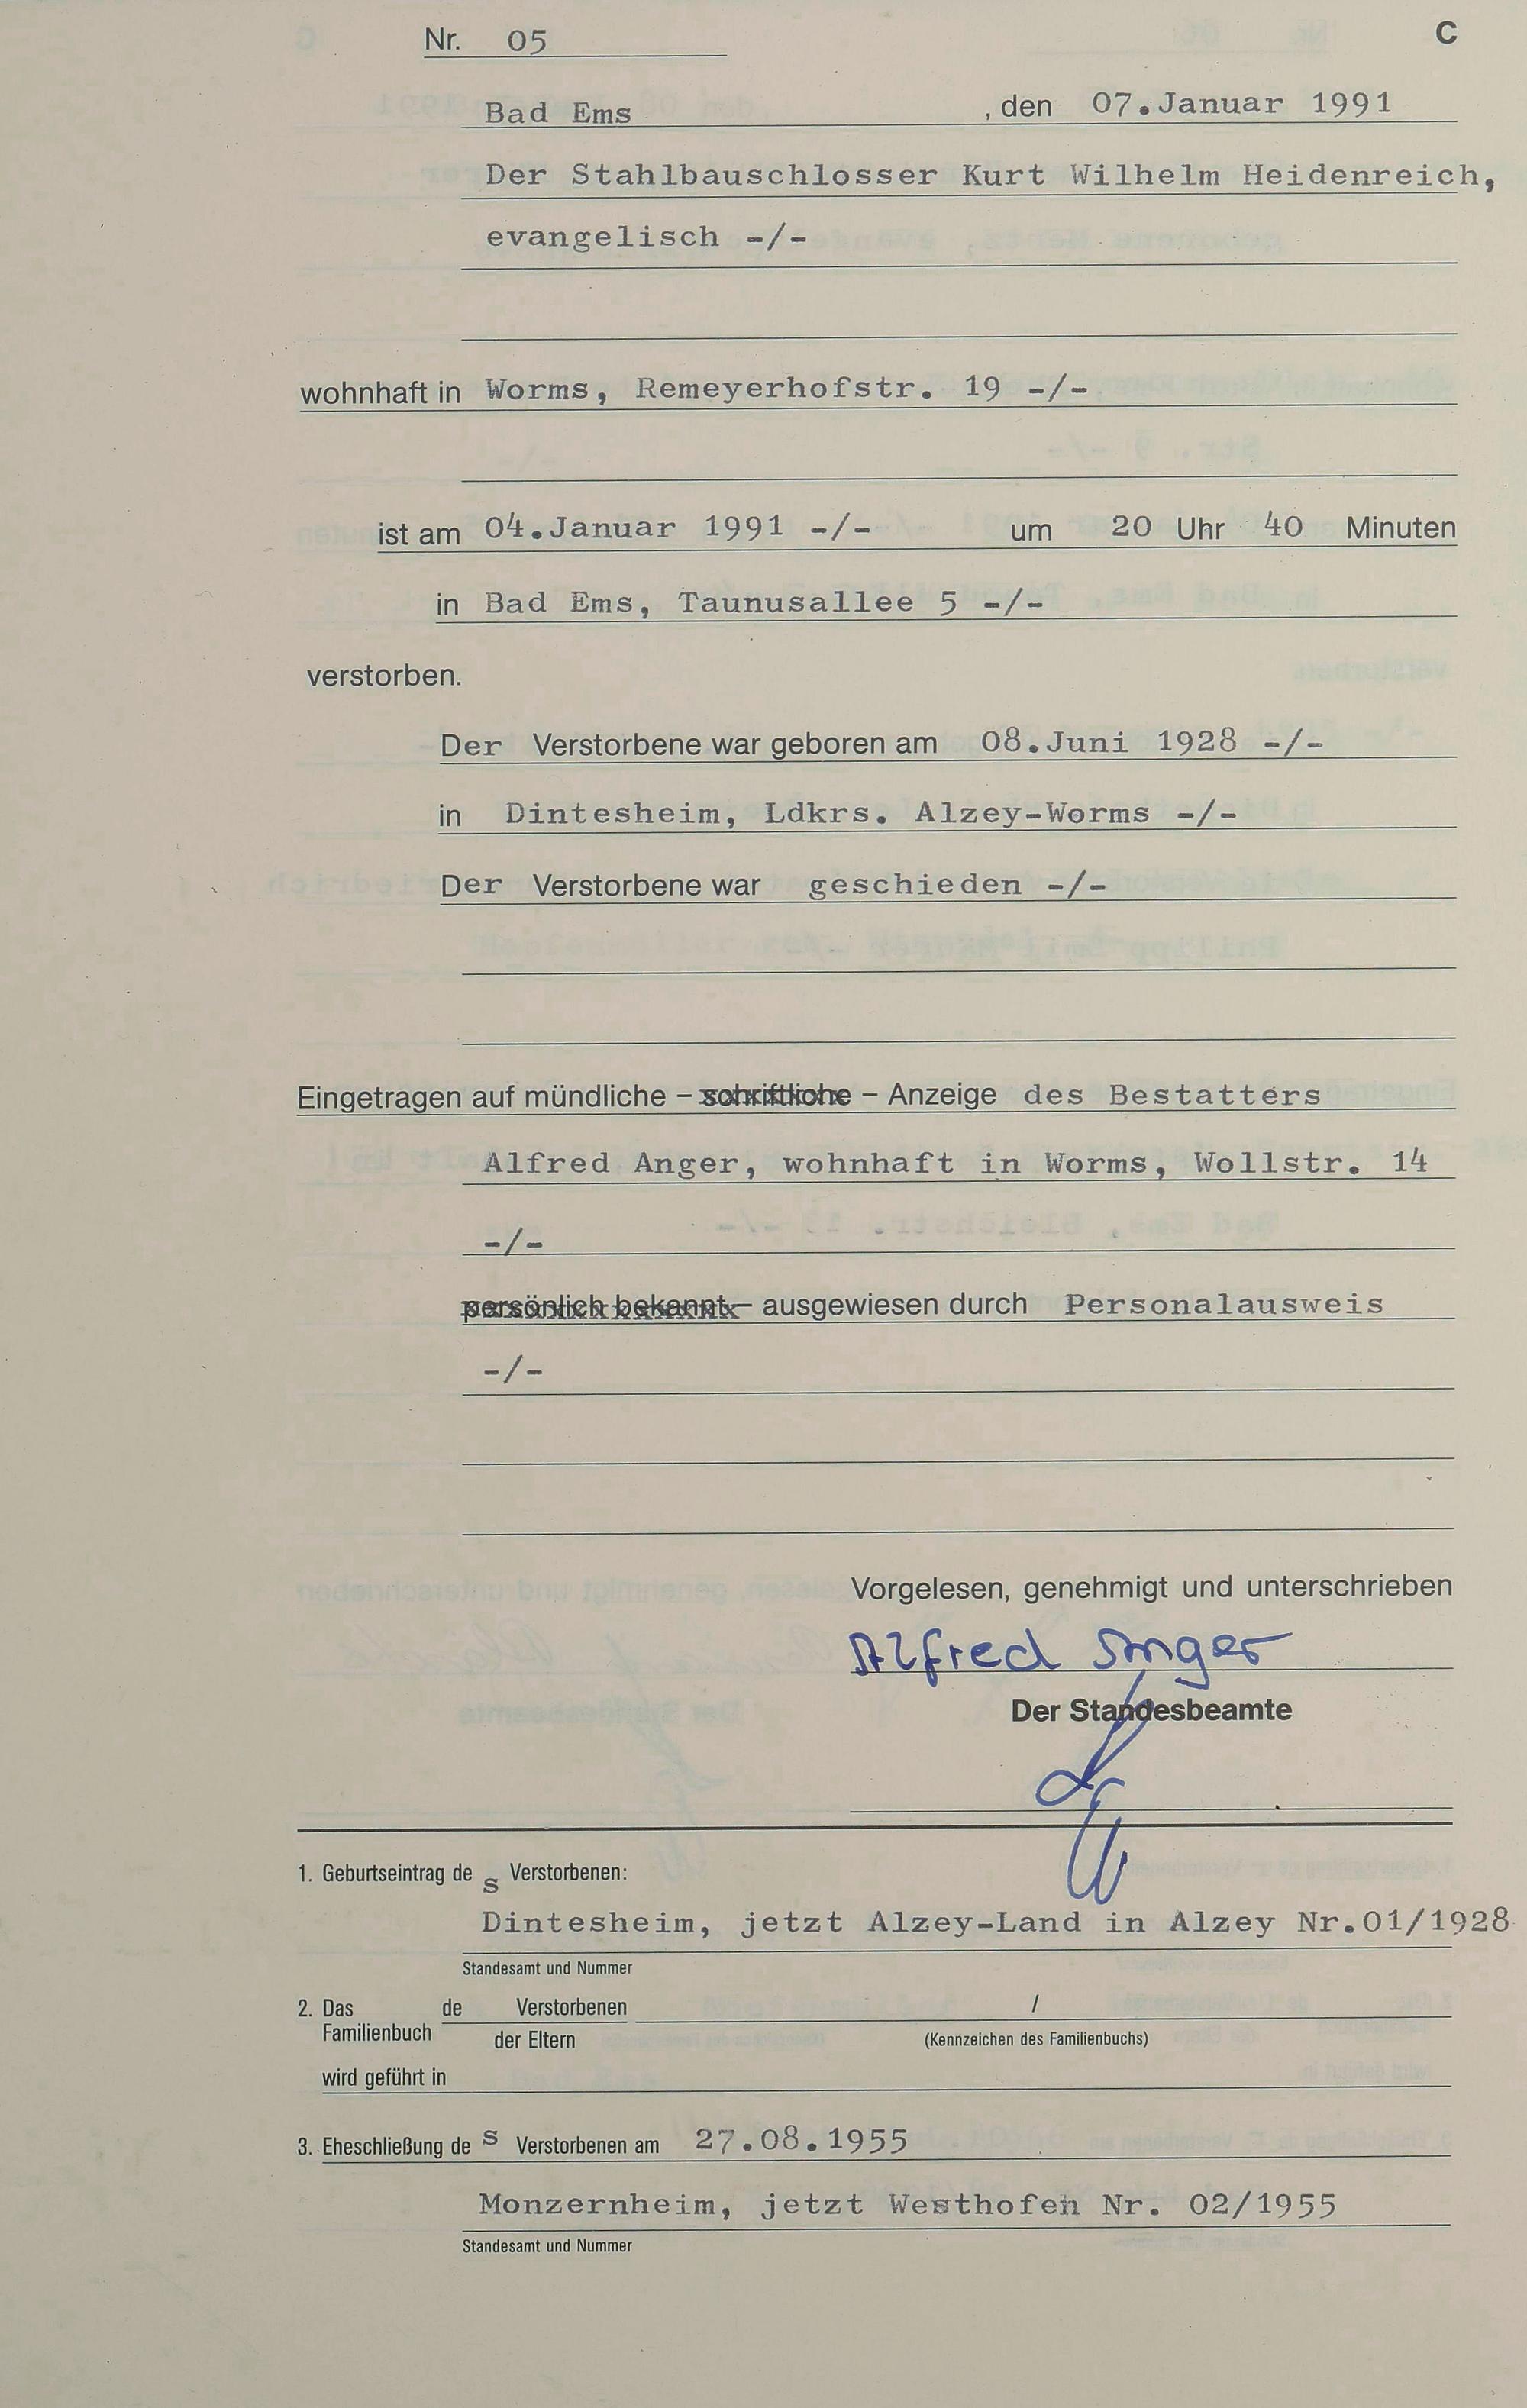 Nr. 05
C
Bad Ems , den 07.Januar 1991
Der Stahlbauschlosser Kurt Wilhelm Heidenreich,
evangelisch -/-
wohnhaft in Worms, Remeyerhofstr. 19 -/-
ist am 04.Januar 1991 -/- um 20 Uhr 40 Minuten
in Bad Ems, Taunusallee 5 -/-
verstorben.
Der Verstorbene war geboren am 08.Juni 1928 -/-
in Dintesheim, Ldkrs. Alzey-Worms -/-
Der Verstorbene war geschieden -/-
Eingetragen auf mündliche – schriftliche – Anzeige des Bestatters
Alfred Anger, wohnhaft in Worms, Wollstr. 14
-/-
persönlich bekannt – ausgewiesen durch Personalausweis
-/-
Vorgelesen, genehmigt und unterschrieben
Alfred Anger
Der Standesbeamte
1. Geburtseintrag des Verstorbenen:
Dintesheim, jetzt Alzey-Land in Alzey Nr.01/1928
Standesamt und Nummer
2. Das de Verstorbenen /
Familienbuch der Eltern (Kennzeichen des Familienbuchs)
wird geführt in
3. Eheschließung des Verstorbenen am 27.08.1955
Monzernheim, jetzt Westhofen Nr. 02/1955
Standesamt und Nummer